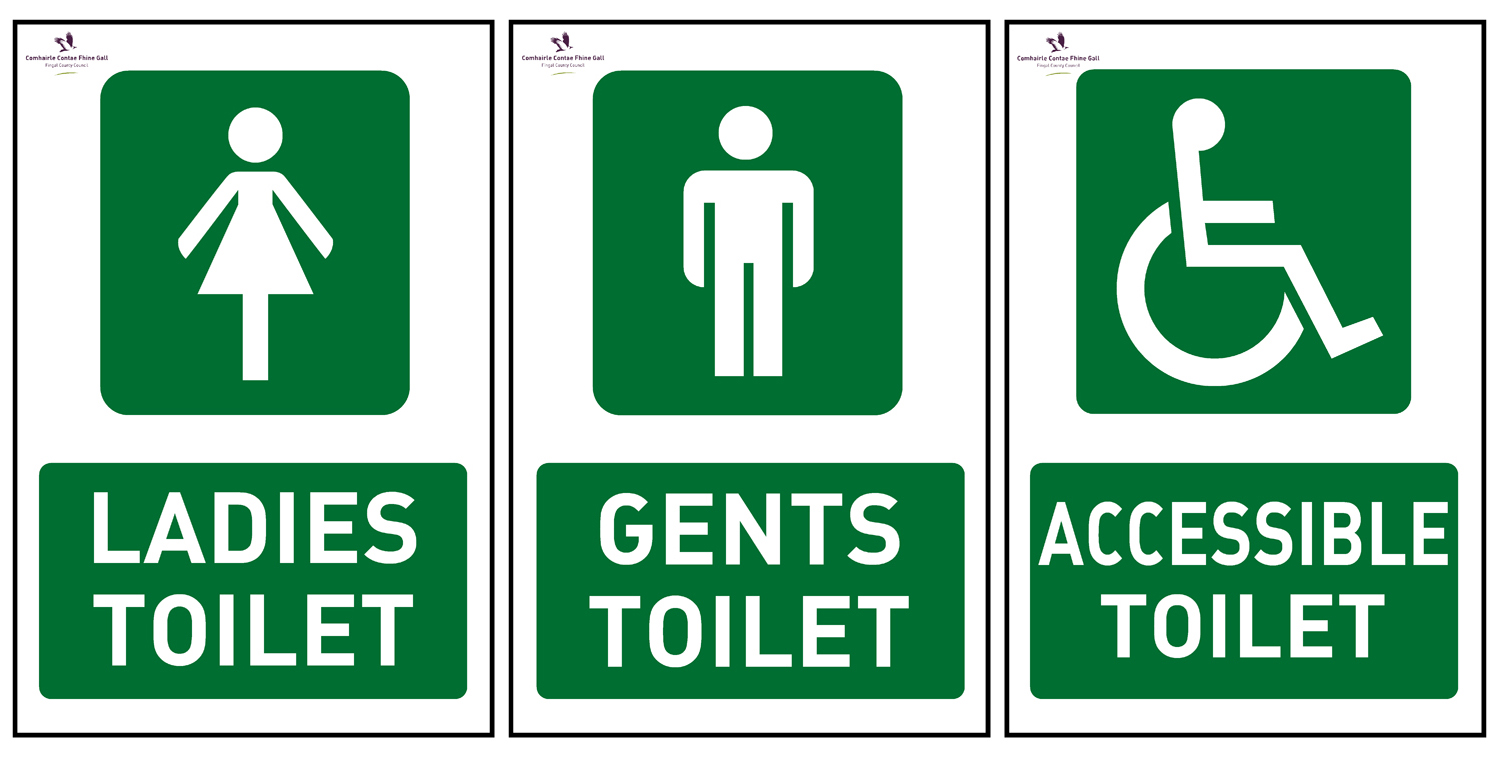 Comhairle Contae Fhine Gall
Fingal County Council
LADIES
TOILET
Comhairle Contae Fhine Gall
Fingal County Council
GENTS
TOILET
Comhairle Contae Fhine Gall
Fingal County Council
ACCESSIBLE
TOILET